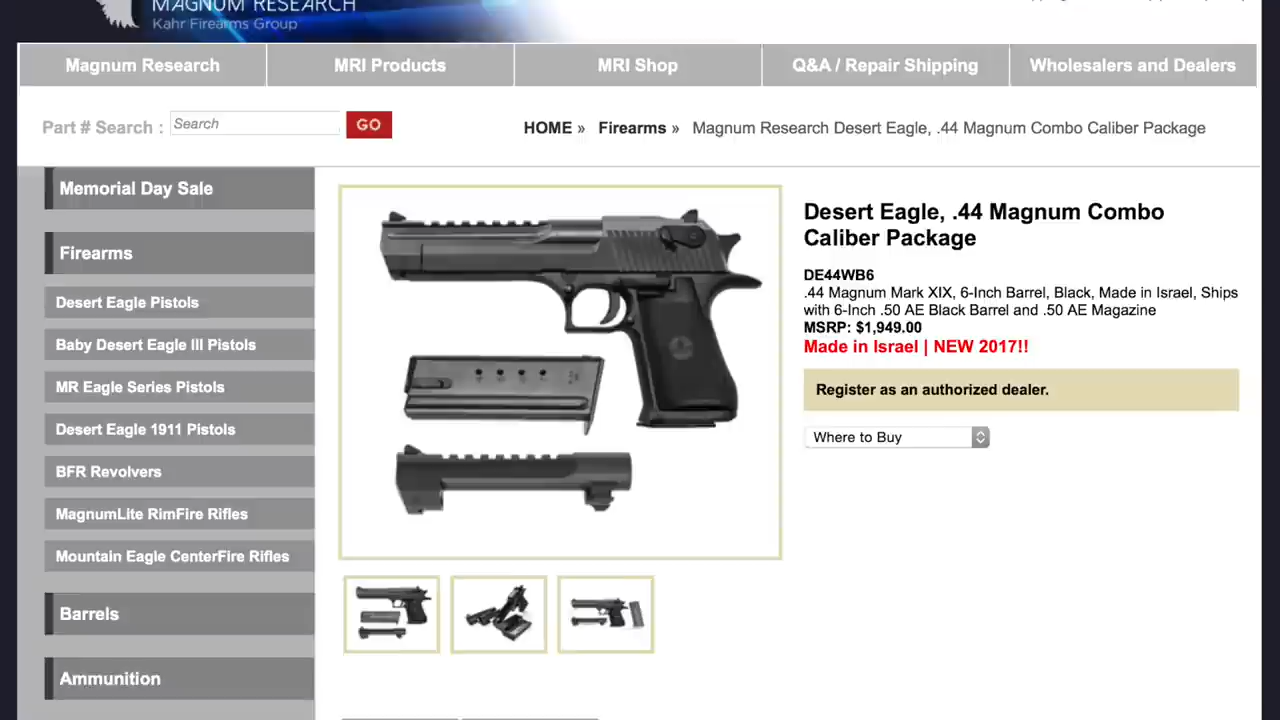 MAGNUM RESEARCH
Kahr Firearms Group
Magnum Research
MRI Products
MRI Shop
Q&A / Repair Shipping
Wholesalers and Dealers
Part # Search :
Search
GO
HOME » Firearms » Magnum Research Desert Eagle, .44 Magnum Combo Caliber Package
Memorial Day Sale
Firearms
Desert Eagle Pistols
Baby Desert Eagle III Pistols
MR Eagle Series Pistols
Desert Eagle 1911 Pistols
BFR Revolvers
MagnumLite RimFire Rifles
Mountain Eagle CenterFire Rifles
Barrels
Ammunition
Desert Eagle, .44 Magnum Combo
Caliber Package
DE44WB6
.44 Magnum Mark XIX, 6-Inch Barrel, Black, Made in Israel, Ships
with 6-Inch .50 AE Black Barrel and .50 AE Magazine
MSRP: $1,949.00
Made in Israel | NEW 2017!!
Register as an authorized dealer.
Where to Buy